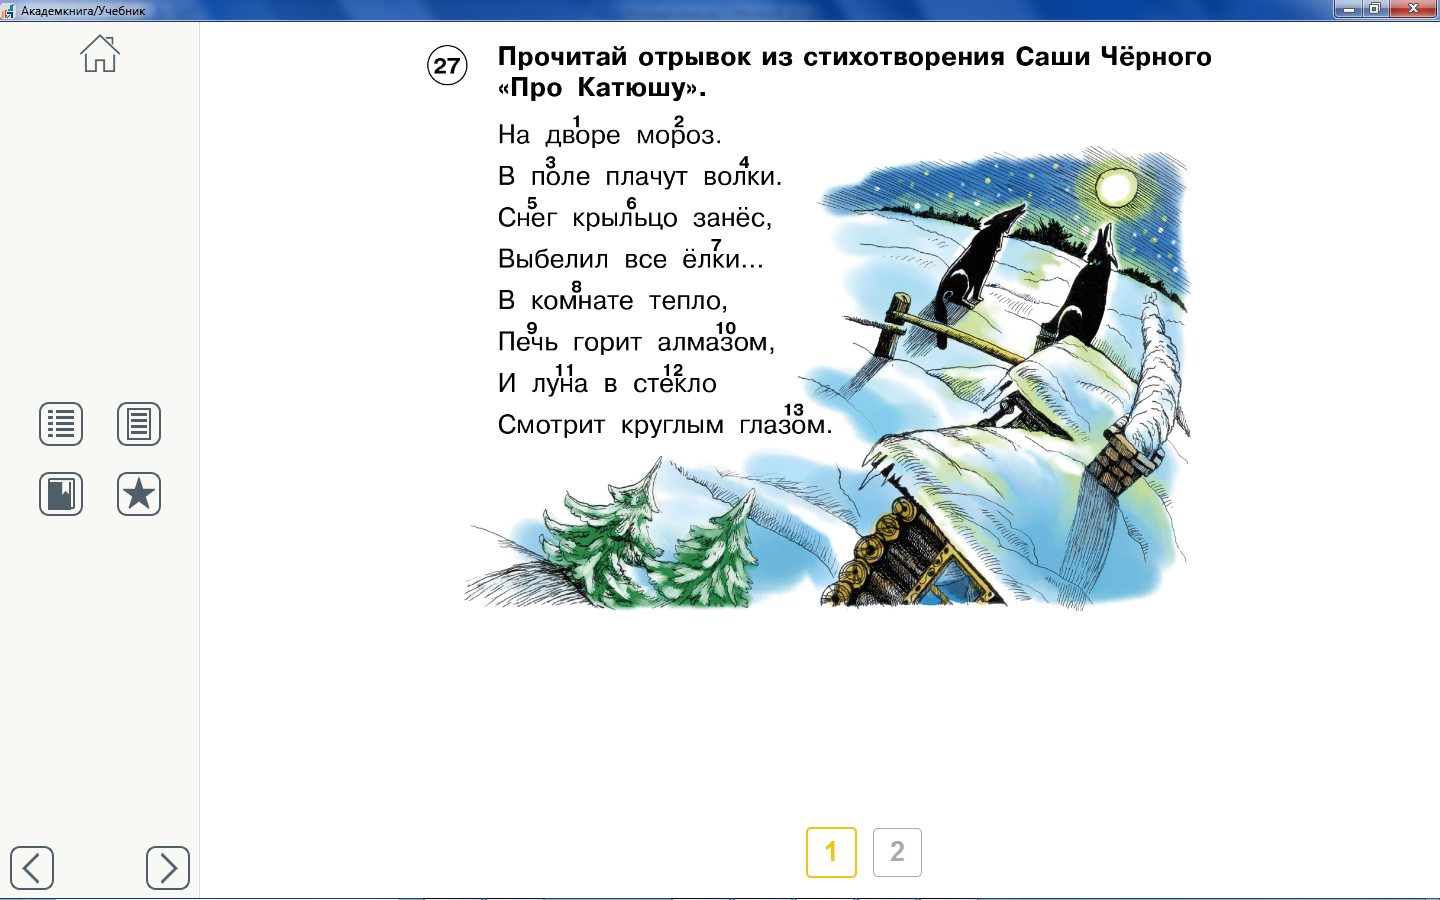 Академкнига/Учебник
27 Прочитай отрывок из стихотворения Саши Чёрного
«Про Катюшу».
1 2
На дворе мороз.
3 4
В поле плачут волки.
5 6
Снег крыльцо занёс,
7
Выбелил все ёлки...
8
В комнате тепло,
9 10
Печь горит алмазом,
11 12
И луна в стекло
13
Смотрит круглым глазом.
1 2